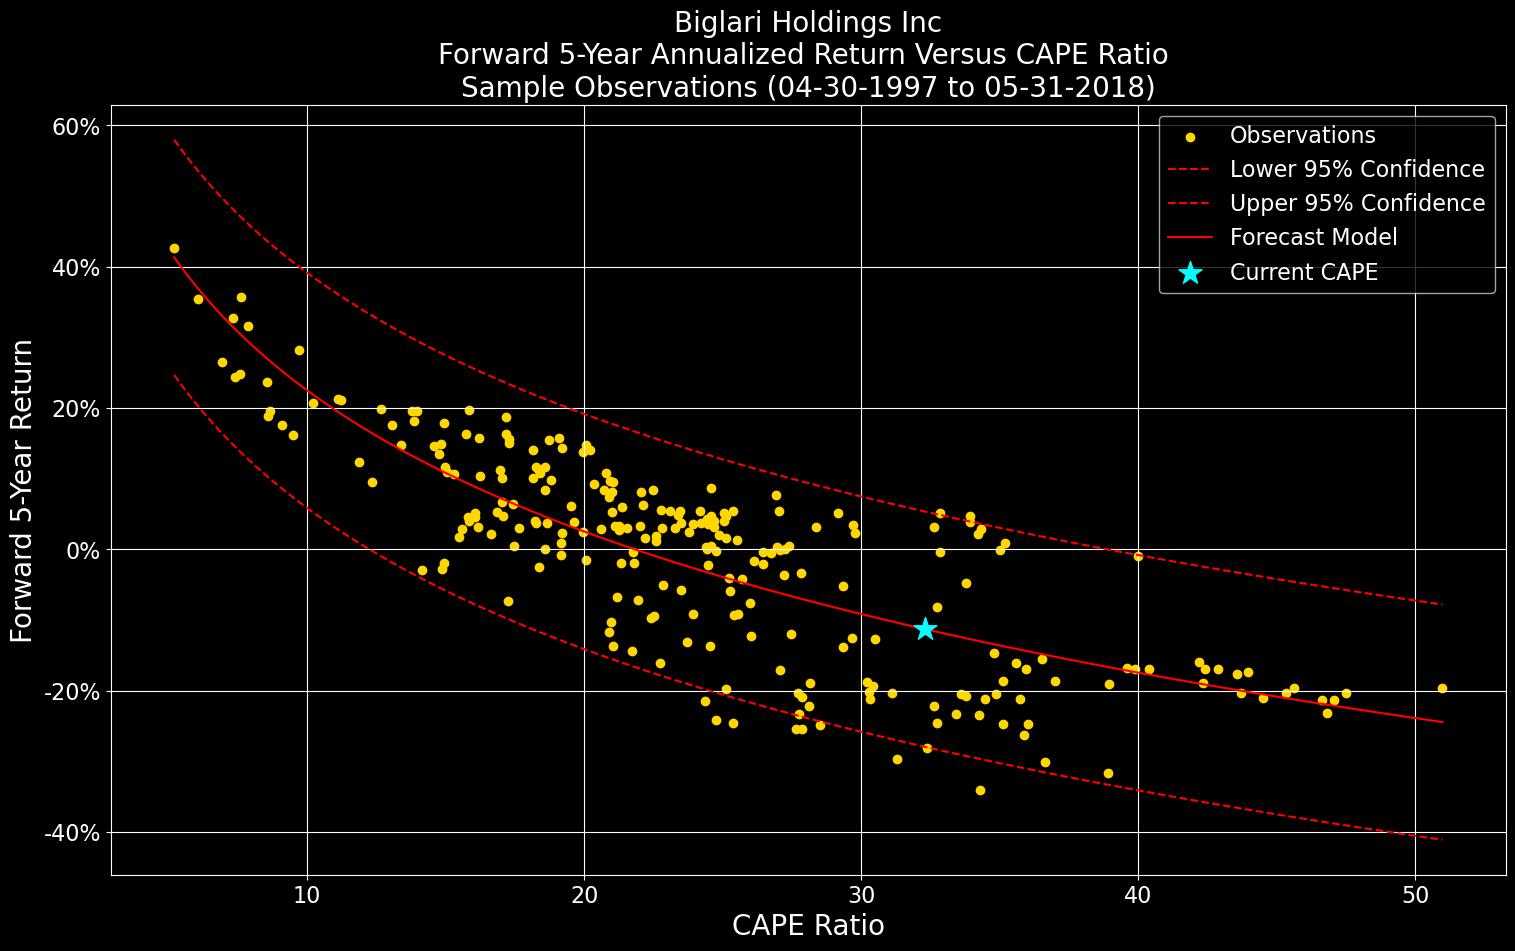 Biglari Holdings Inc
Forward 5-Year Annualized Return Versus CAPE Ratio
Sample Observations (04-30-1997 to 05-31-2018)
Observations
Lower 95% Confidence
Upper 95% Confidence
Forecast Model
Current CAPE
Forward 5-Year Return
60%
40%
20%
0%
-20%
-40%
10
20
30
40
50
CAPE Ratio